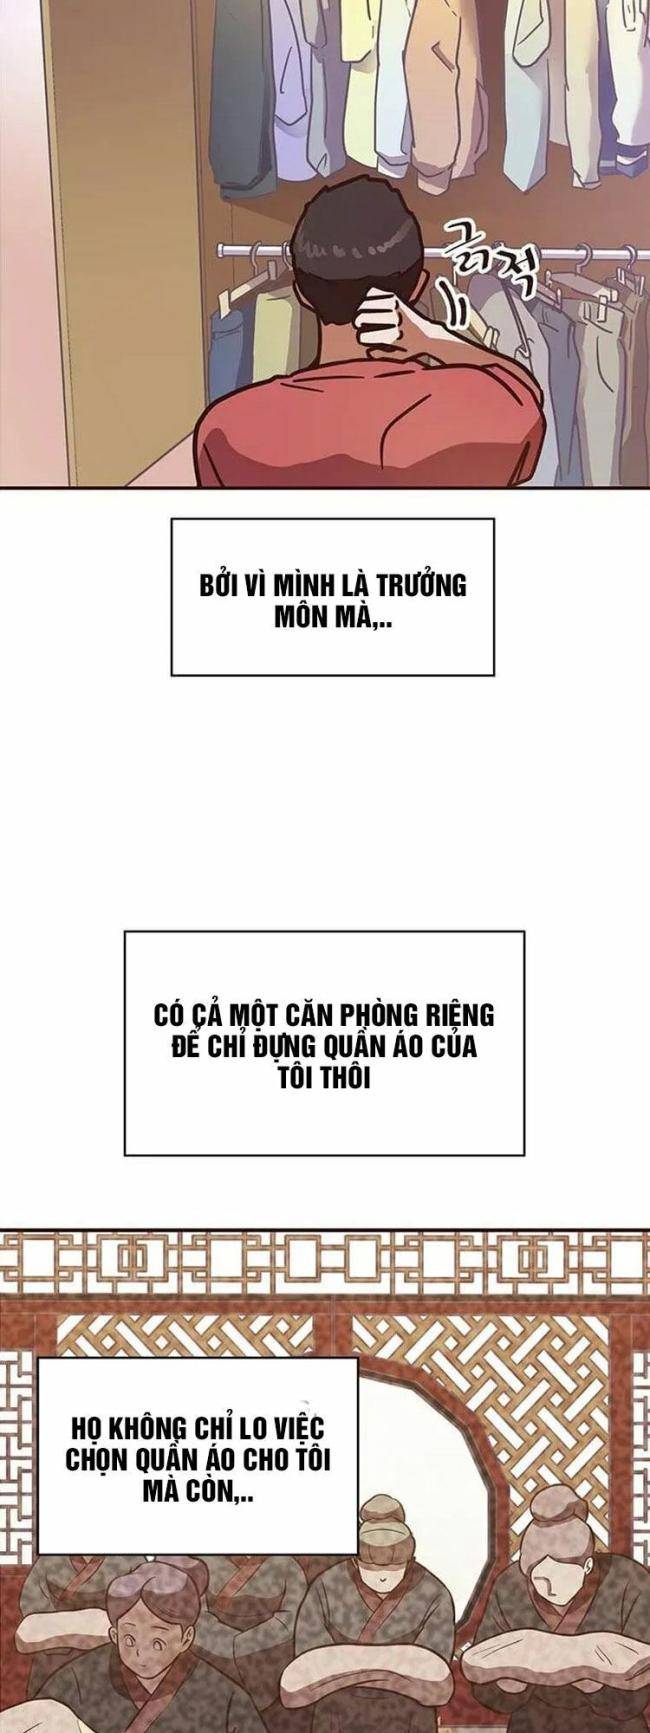 긁적
BỞI VÌ MÌNH LÀ TRƯỞNG
MÔN MÀ,..
CÓ CẢ MỘT CĂN PHÒNG RIÊNG
ĐỂ CHỈ ĐỰNG QUẦN ÁO CỦA
TÔI THÔI
HỌ KHÔNG CHỈ LO VIỆC
CHỌN QUẦN ÁO CHO TÔI
MÀ CÒN,..